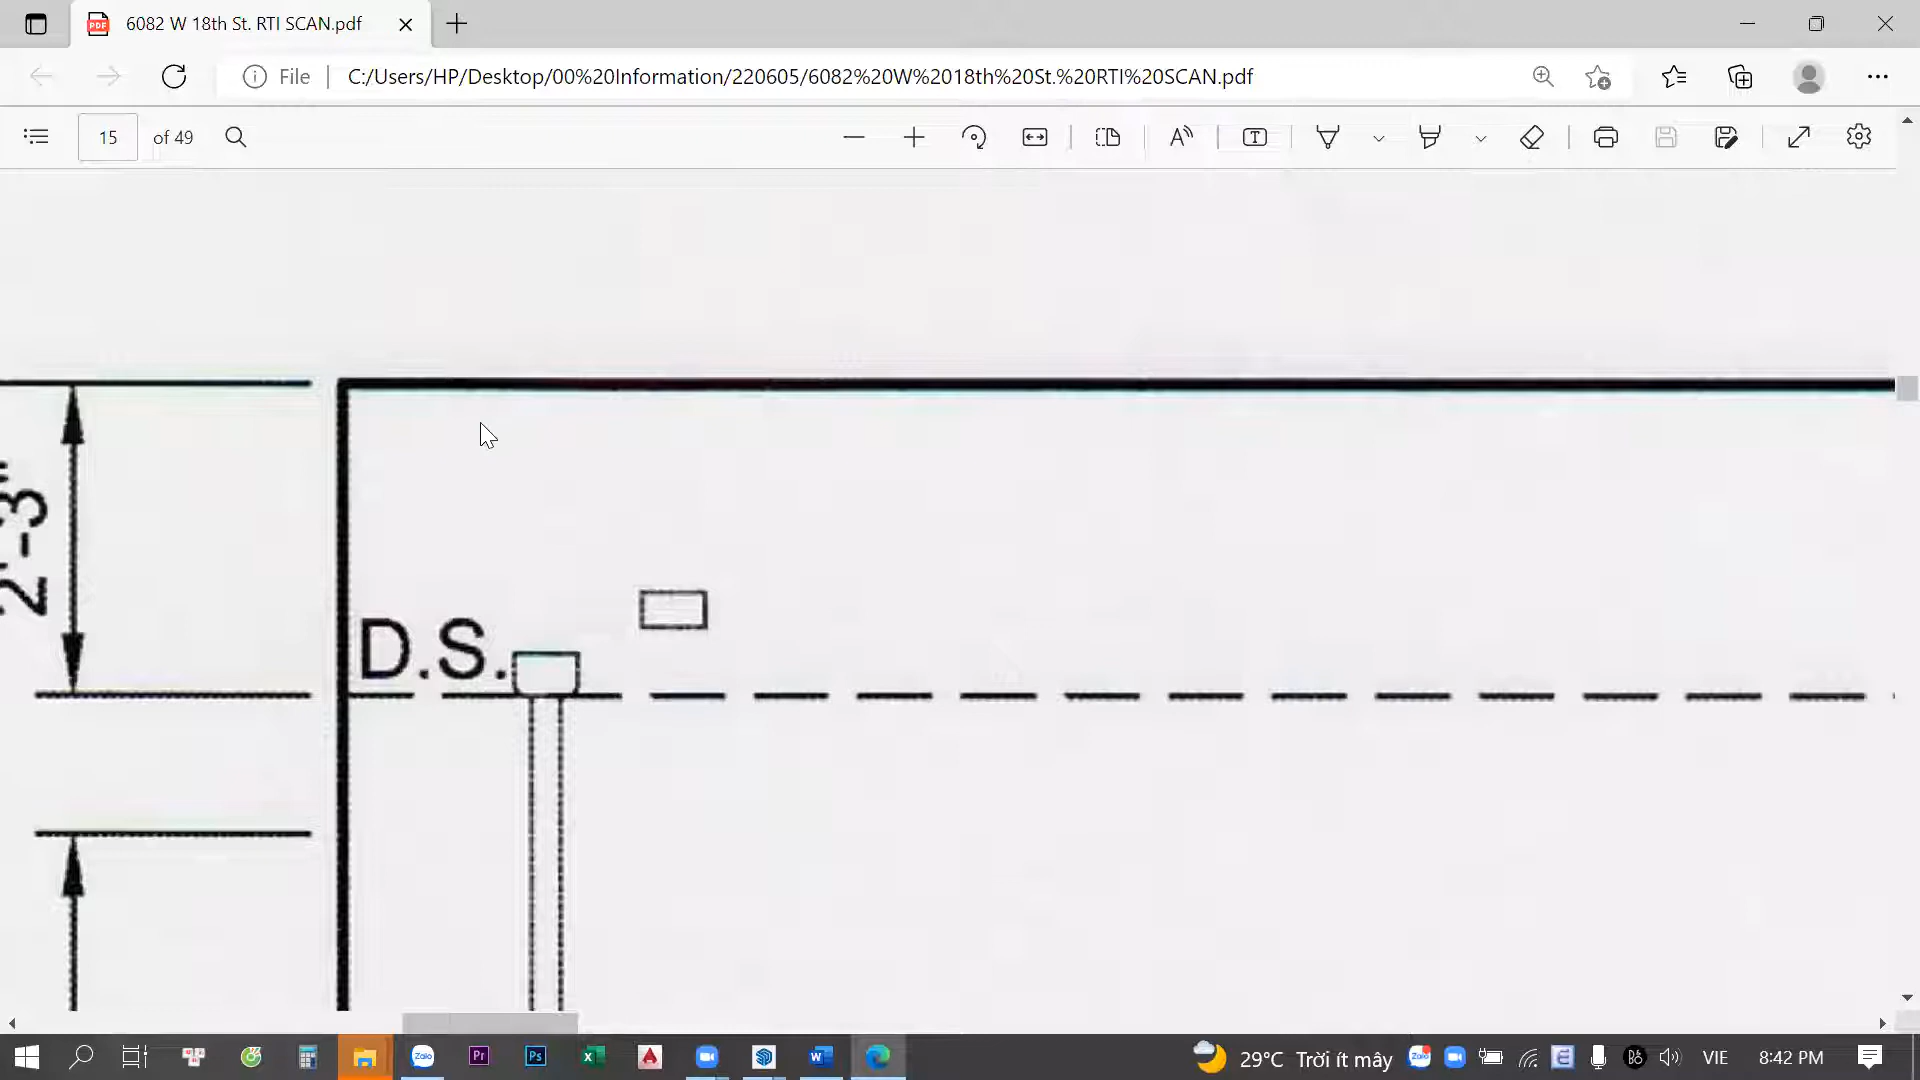 6082 W 18th St. RTI SCAN.pdf
File
C:/Users/HP/Desktop/00%20Information/220605/6082%20W%2018th%20St.%20RTI%20SCAN.pdf
15 of 49
2'-3"
D.S.
29°C Trời ít mây
VIE
8:42 PM